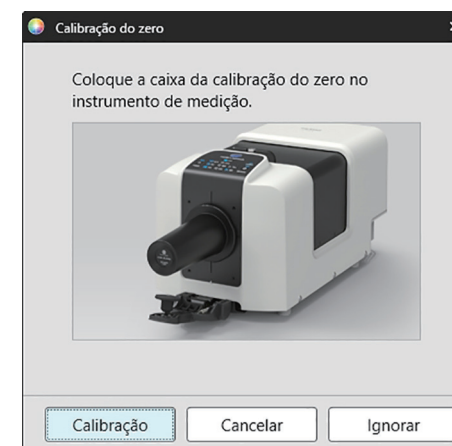 Calibração do zero
Coloque a caixa da calibração do zero no
instrumento de medição.
Calibração
Cancelar
Ignorar